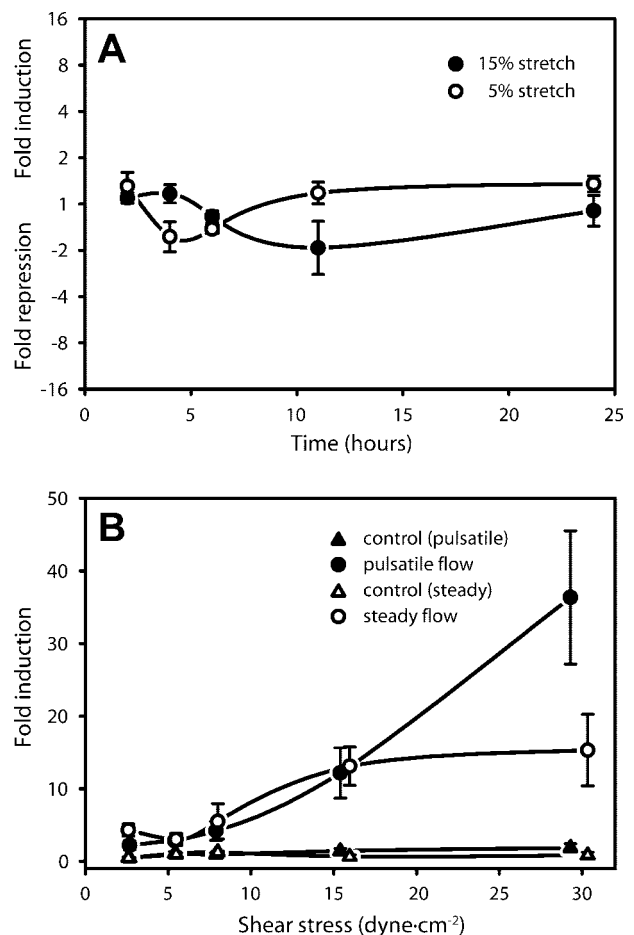 A
16
8
4
2
1
-2
-4
-8
-16
Fold induction
Fold repression
15% stretch
5% stretch
0 5 10 15 20 25
Time (hours)
B
50
40
30
20
10
0
Fold induction
control (pulsatile)
pulsatile flow
control (steady)
steady flow
0 5 10 15 20 25 30
Shear stress (dyne·cm-2)